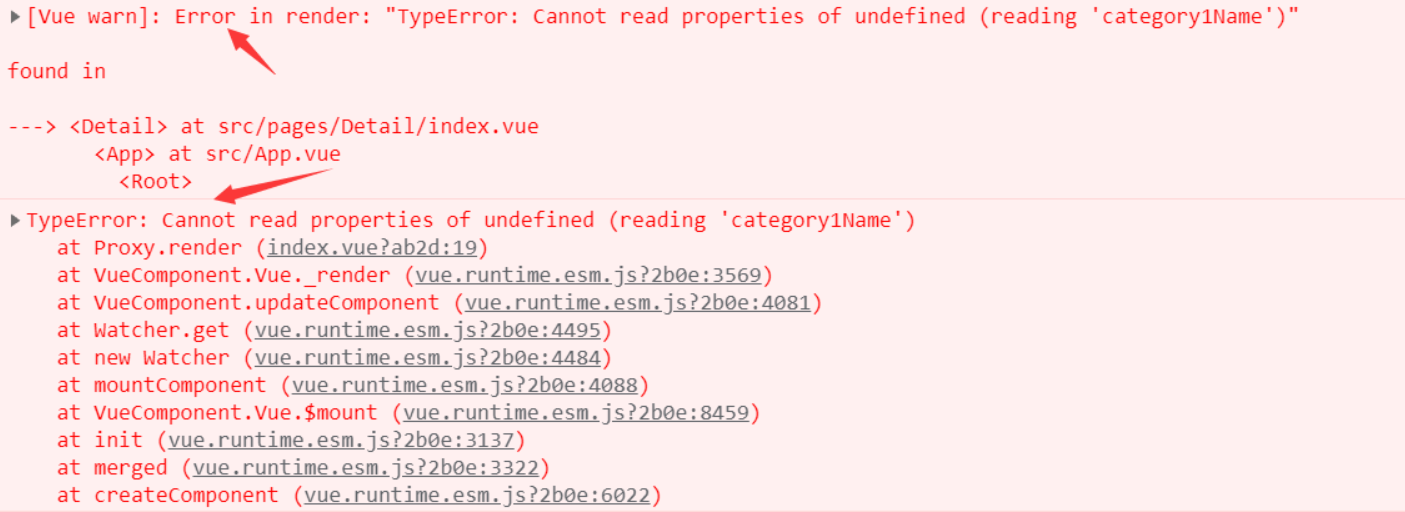 [Vue warn]: Error in render: "TypeError: Cannot read properties of undefined (reading 'category1Name')"
found in
---> <Detail> at src/pages/Detail/index.vue
<App> at src/App.vue
<Root>
TypeError: Cannot read properties of undefined (reading 'category1Name')
at Proxy.render (index.vue?ab2d:19)
at VueComponent.Vue._render (vue.runtime.esm.js?2b0e:3569)
at VueComponent.updateComponent (vue.runtime.esm.js?2b0e:4081)
at Watcher.get (vue.runtime.esm.js?2b0e:4495)
at new Watcher (vue.runtime.esm.js?2b0e:4484)
at mountComponent (vue.runtime.esm.js?2b0e:4088)
at VueComponent.Vue.$mount (vue.runtime.esm.js?2b0e:8459)
at init (vue.runtime.esm.js?2b0e:3137)
at merged (vue.runtime.esm.js?2b0e:3322)
at createComponent (vue.runtime.esm.js?2b0e:6022)